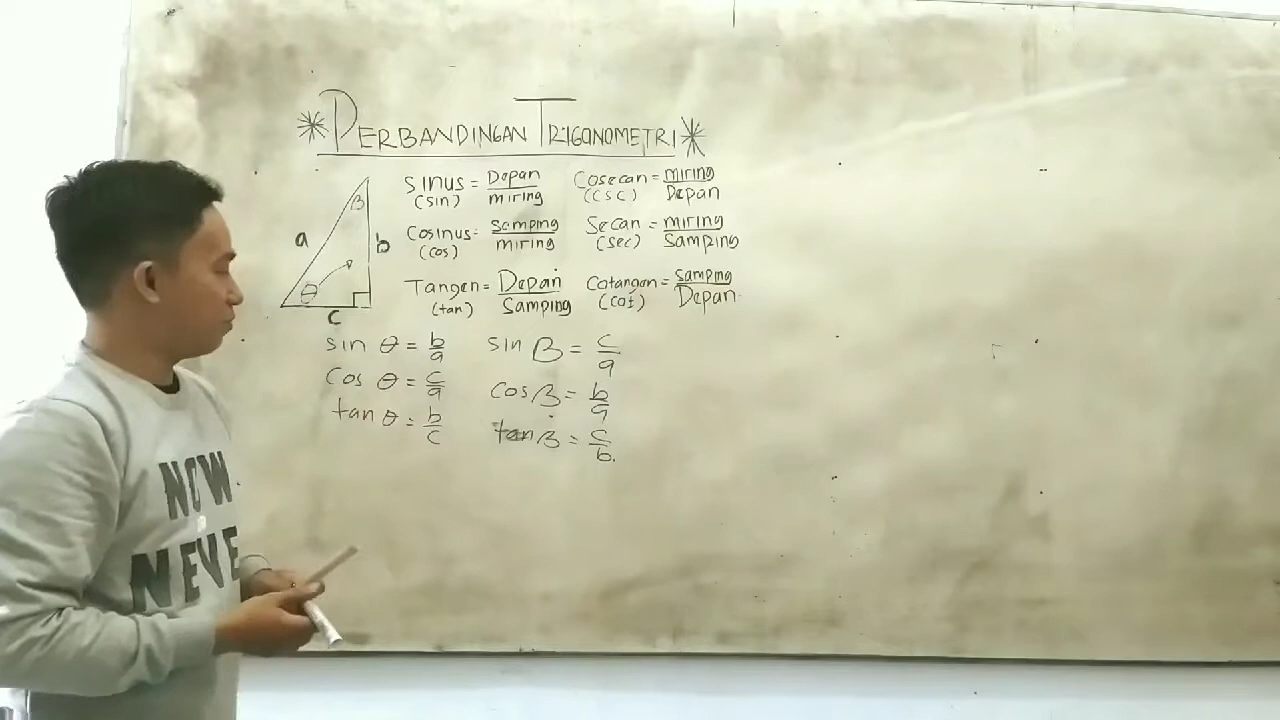 * PERBANDINGAN TRIGONOMETRI *
β
a
b
θ
c
Sinus = Depan/miring
(sin)
Cosecan = miring/Depan
(csc)
Cosinus = samping/miring
(cos)
Secan = miring/Samping
(sec)
Tangen = Depan/Samping
(tan)
Cotangen = samping/Depan
(cot)
sin θ = b/a
sin β = c/a
cos θ = c/a
cos β = b/a
tan θ = b/c
tan β = c/b.
NOW
NEVE